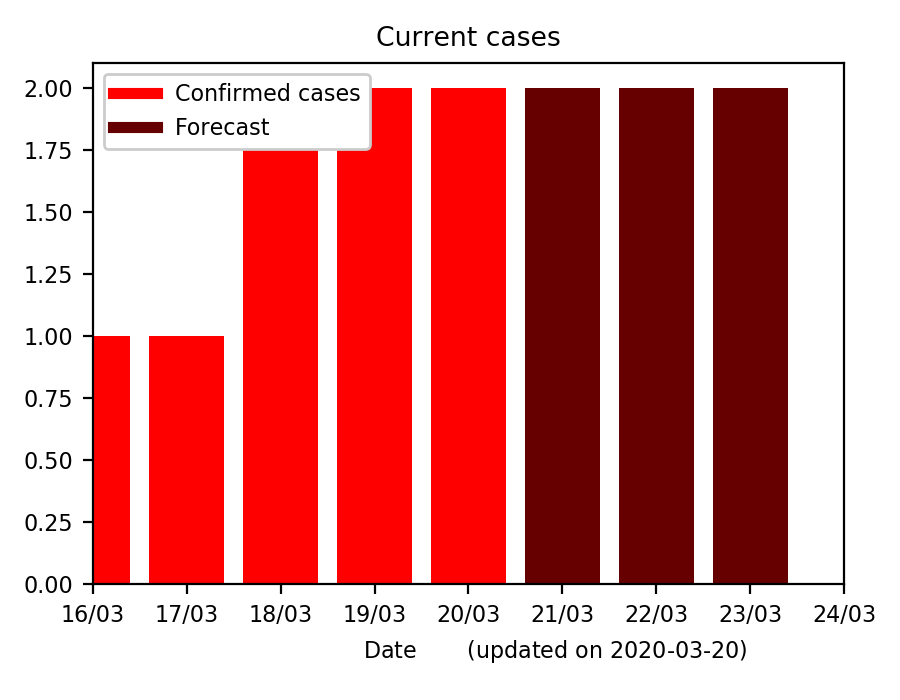 Current cases
Confirmed cases
Forecast
2.00
1.75
1.50
1.25
1.00
0.75
0.50
0.25
0.00
16/03 17/03 18/03 19/03 20/03 21/03 22/03 23/03 24/03
Date (updated on 2020-03-20)